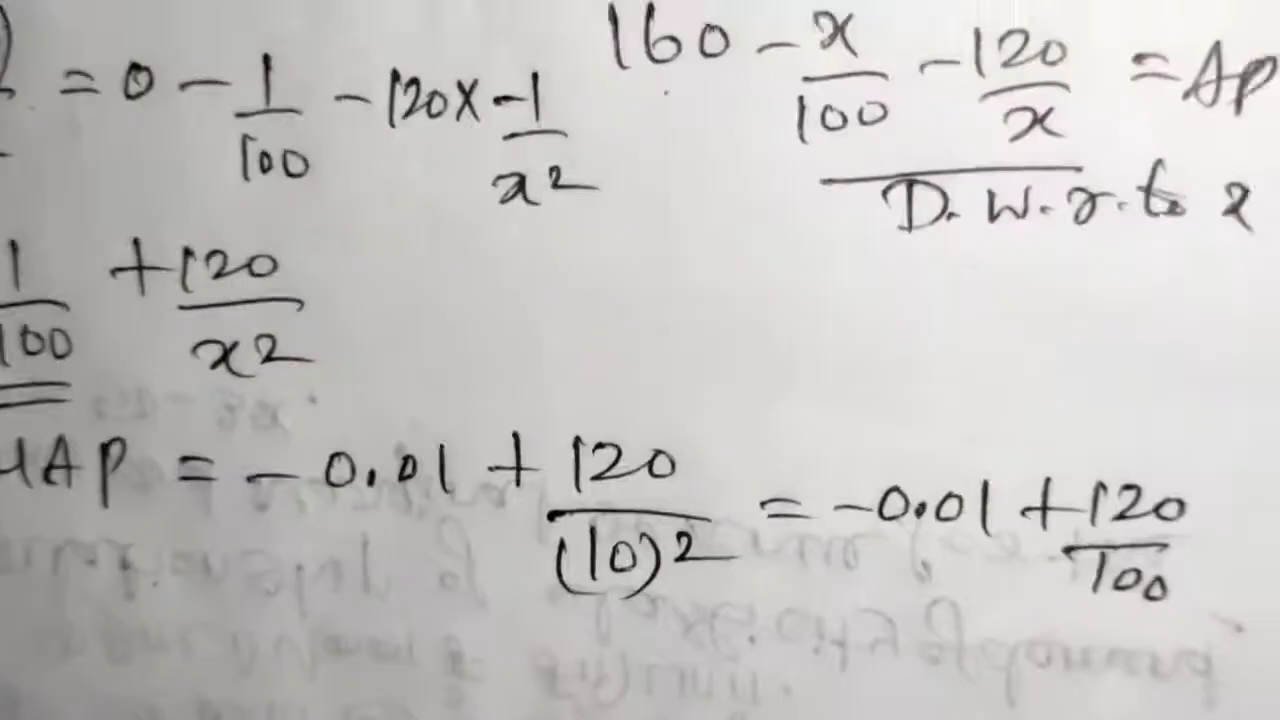 = 0 - 1/100 - 120 x -1/x2
160 - x/100 - 120/x = AP
D. w.r.to x
1/100 + 120/x2
MAP = -0.01 + 120/(10)2 = -0.01 + 120/100